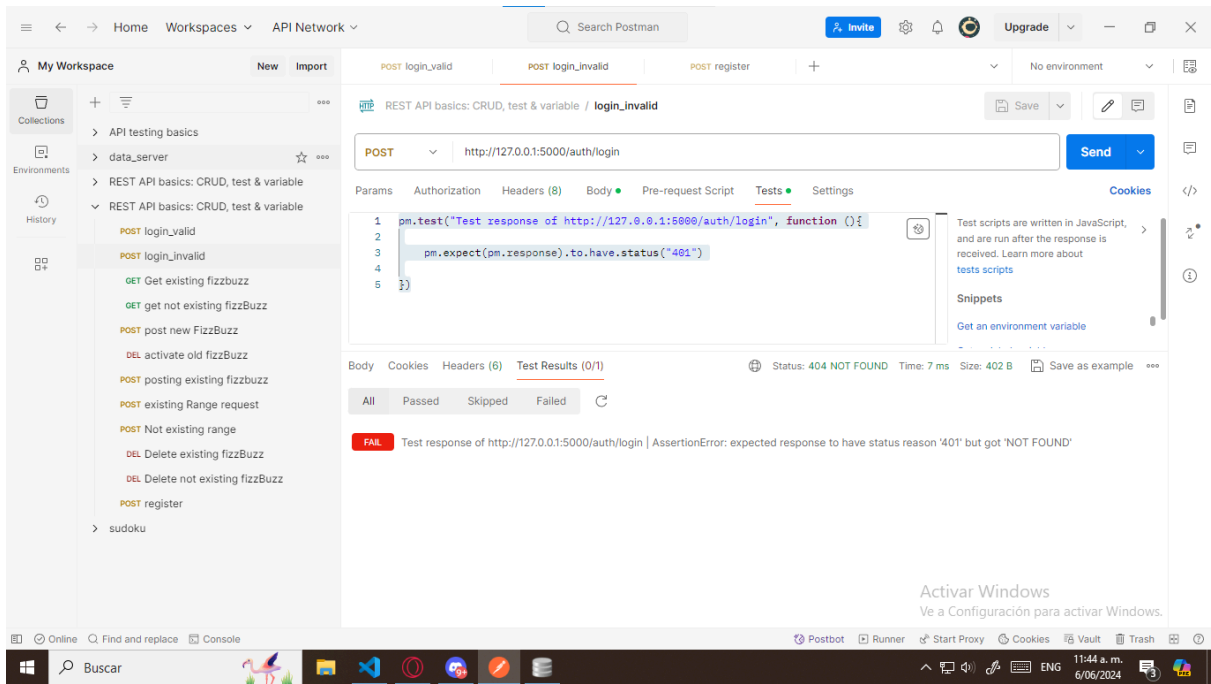 Home Workspaces API Network Search Postman Invite Upgrade
My Workspace New Import POST login_valid POST login_invalid POST register No environment
Collections
Environments
History
API testing basics
data_server
REST API basics: CRUD, test & variable
REST API basics: CRUD, test & variable
POST login_valid
POST login_invalid
GET Get existing fizzbuzz
GET get not existing fizzBuzz
POST post new FizzBuzz
DEL activate old fizzBuzz
POST posting existing fizzbuzz
POST existing Range request
POST Not existing range
DEL Delete existing fizzBuzz
DEL Delete not existing fizzBuzz
POST register
sudoku
HTTP REST API basics: CRUD, test & variable / login_invalid Save
POST http://127.0.0.1:5000/auth/login Send
Params Authorization Headers (8) Body Pre-request Script Tests Settings Cookies
1 pm.test("Test response of http://127.0.0.1:5000/auth/login", function (){
2
3 pm.expect(pm.response).to.have.status("401")
4
5 })
Test scripts are written in JavaScript,
and are run after the response is
received. Learn more about
tests scripts
Snippets
Get an environment variable
Body Cookies Headers (6) Test Results (0/1) Status: 404 NOT FOUND Time: 7 ms Size: 402 B Save as example
All Passed Skipped Failed
FAIL Test response of http://127.0.0.1:5000/auth/login | AssertionError: expected response to have status reason '401' but got 'NOT FOUND'
Activar Windows
Ve a Configuración para activar Windows.
Online Find and replace Console Postbot Runner Start Proxy Cookies Vault Trash
Buscar ENG 11:44 a. m.
6/06/2024 3